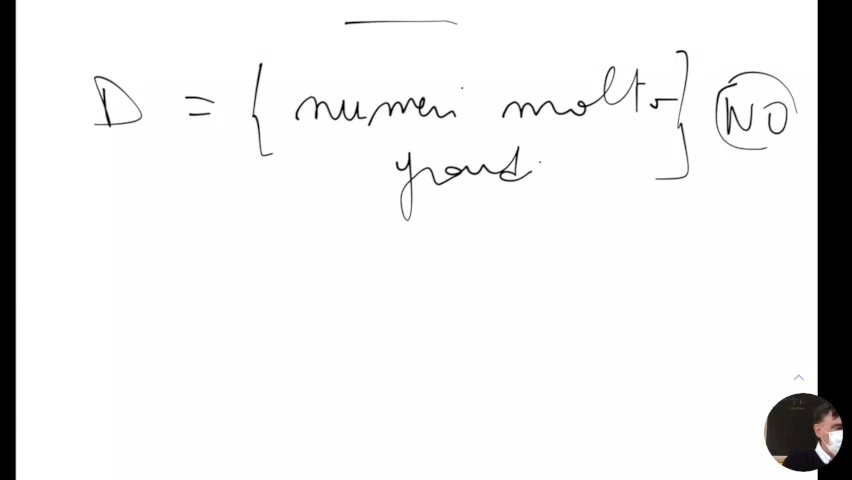 D = { numeri molto } NO
grandi